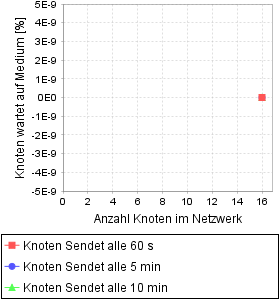 Knoten wartet auf Medium [%]
5E-9
4E-9
3E-9
2E-9
1E-9
0E0
-1E-9
-2E-9
-3E-9
-4E-9
-5E-9
0 2 4 6 8 10 12 14 16
Anzahl Knoten im Netzwerk
Knoten Sendet alle 60 s
Knoten Sendet alle 5 min
Knoten Sendet alle 10 min